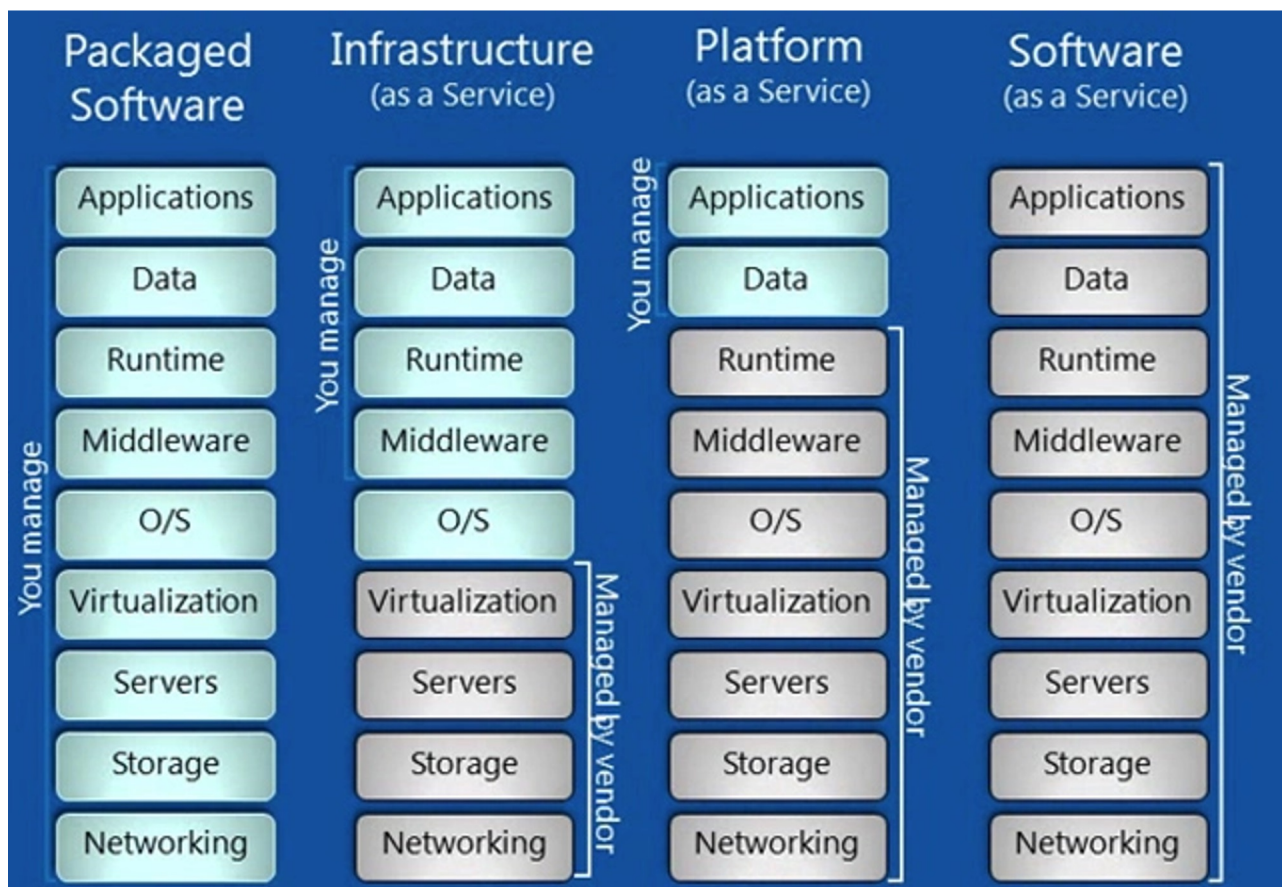 Packaged
Software
You manage
Applications
Data
Runtime
Middleware
O/S
Virtualization
Servers
Storage
Networking
Infrastructure
(as a Service)
You manage
Applications
Data
Runtime
Middleware
O/S
Virtualization
Servers
Storage
Networking
Managed by vendor
Platform
(as a Service)
You manage
Applications
Data
Runtime
Middleware
O/S
Virtualization
Servers
Storage
Networking
Managed by vendor
Software
(as a Service)
Applications
Data
Runtime
Middleware
O/S
Virtualization
Servers
Storage
Networking
Managed by vendor